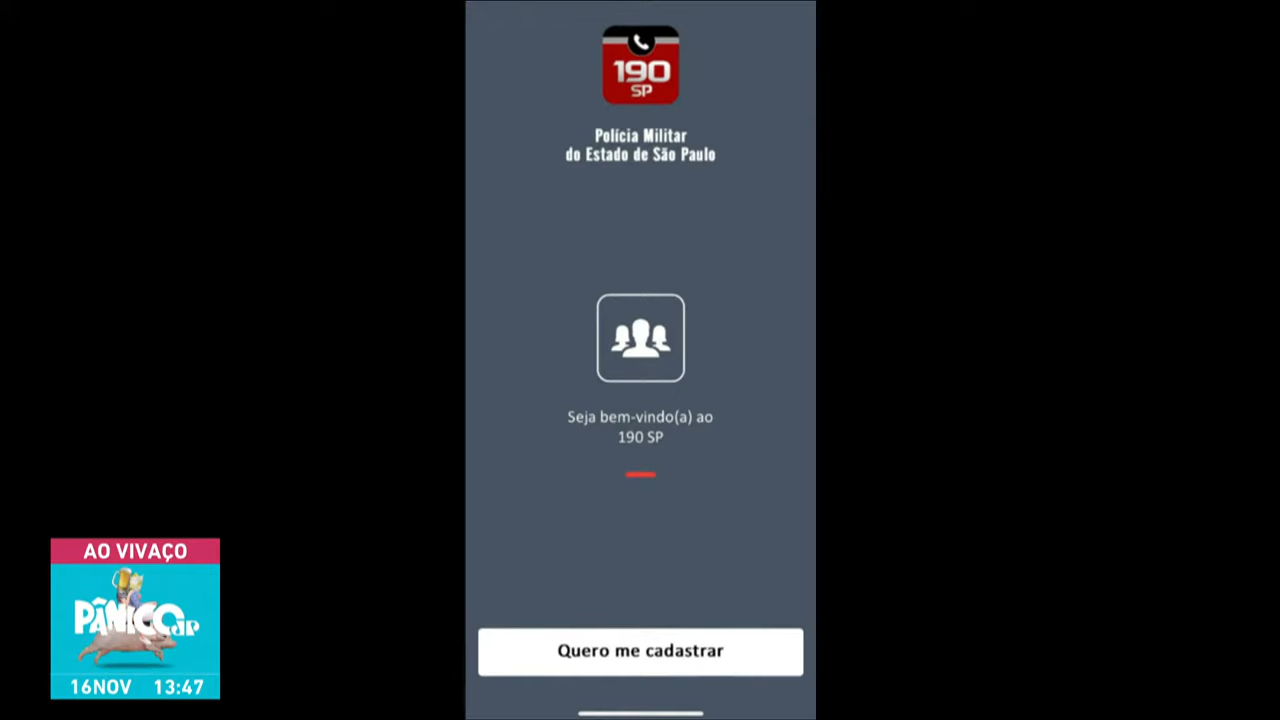 190
SP
Polícia Militar
do Estado de São Paulo
Seja bem-vindo(a) ao
190 SP
Quero me cadastrar
AO VIVAÇO
PÂNICO JP
16NOV 13:47